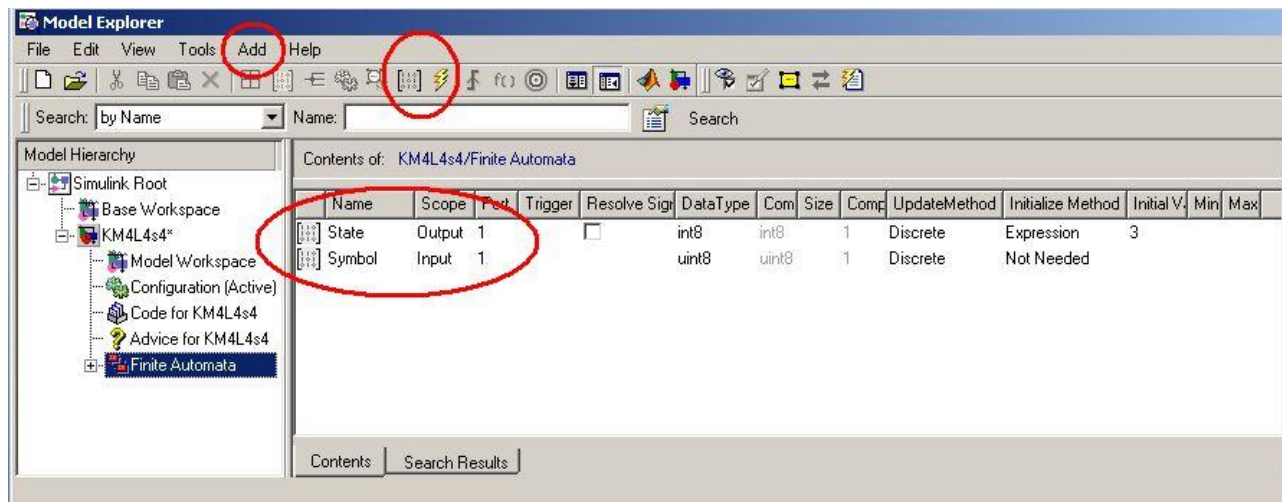 Model Explorer
File Edit View Tools Add Help
f()
Search: by Name Name: Search
Model Hierarchy
Contents of: KM4L4s4/Finite Automata
Simulink Root
Base Workspace
KM4L4s4*
Model Workspace
Configuration (Active)
Code for KM4L4s4
Advice for KM4L4s4
Finite Automata
Name Scope Port Trigger Resolve Sigr DataType Com Size Comp UpdateMethod Initialize Method Initial V. Min Max
State Output 1 int8 int8 1 Discrete Expression 3
Symbol Input 1 uint8 uint8 1 Discrete Not Needed
Contents Search Results